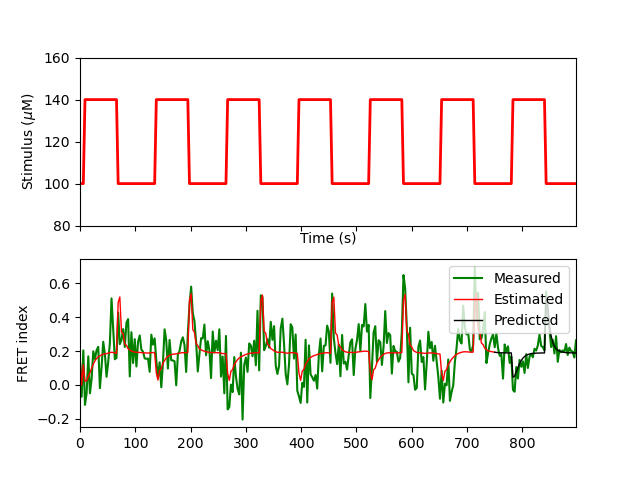 160
140
120
100
80
Stimulus (μM)
Time (s)
0.6
0.4
0.2
0.0
−0.2
FRET index
Measured
Estimated
Predicted
0 100 200 300 400 500 600 700 800